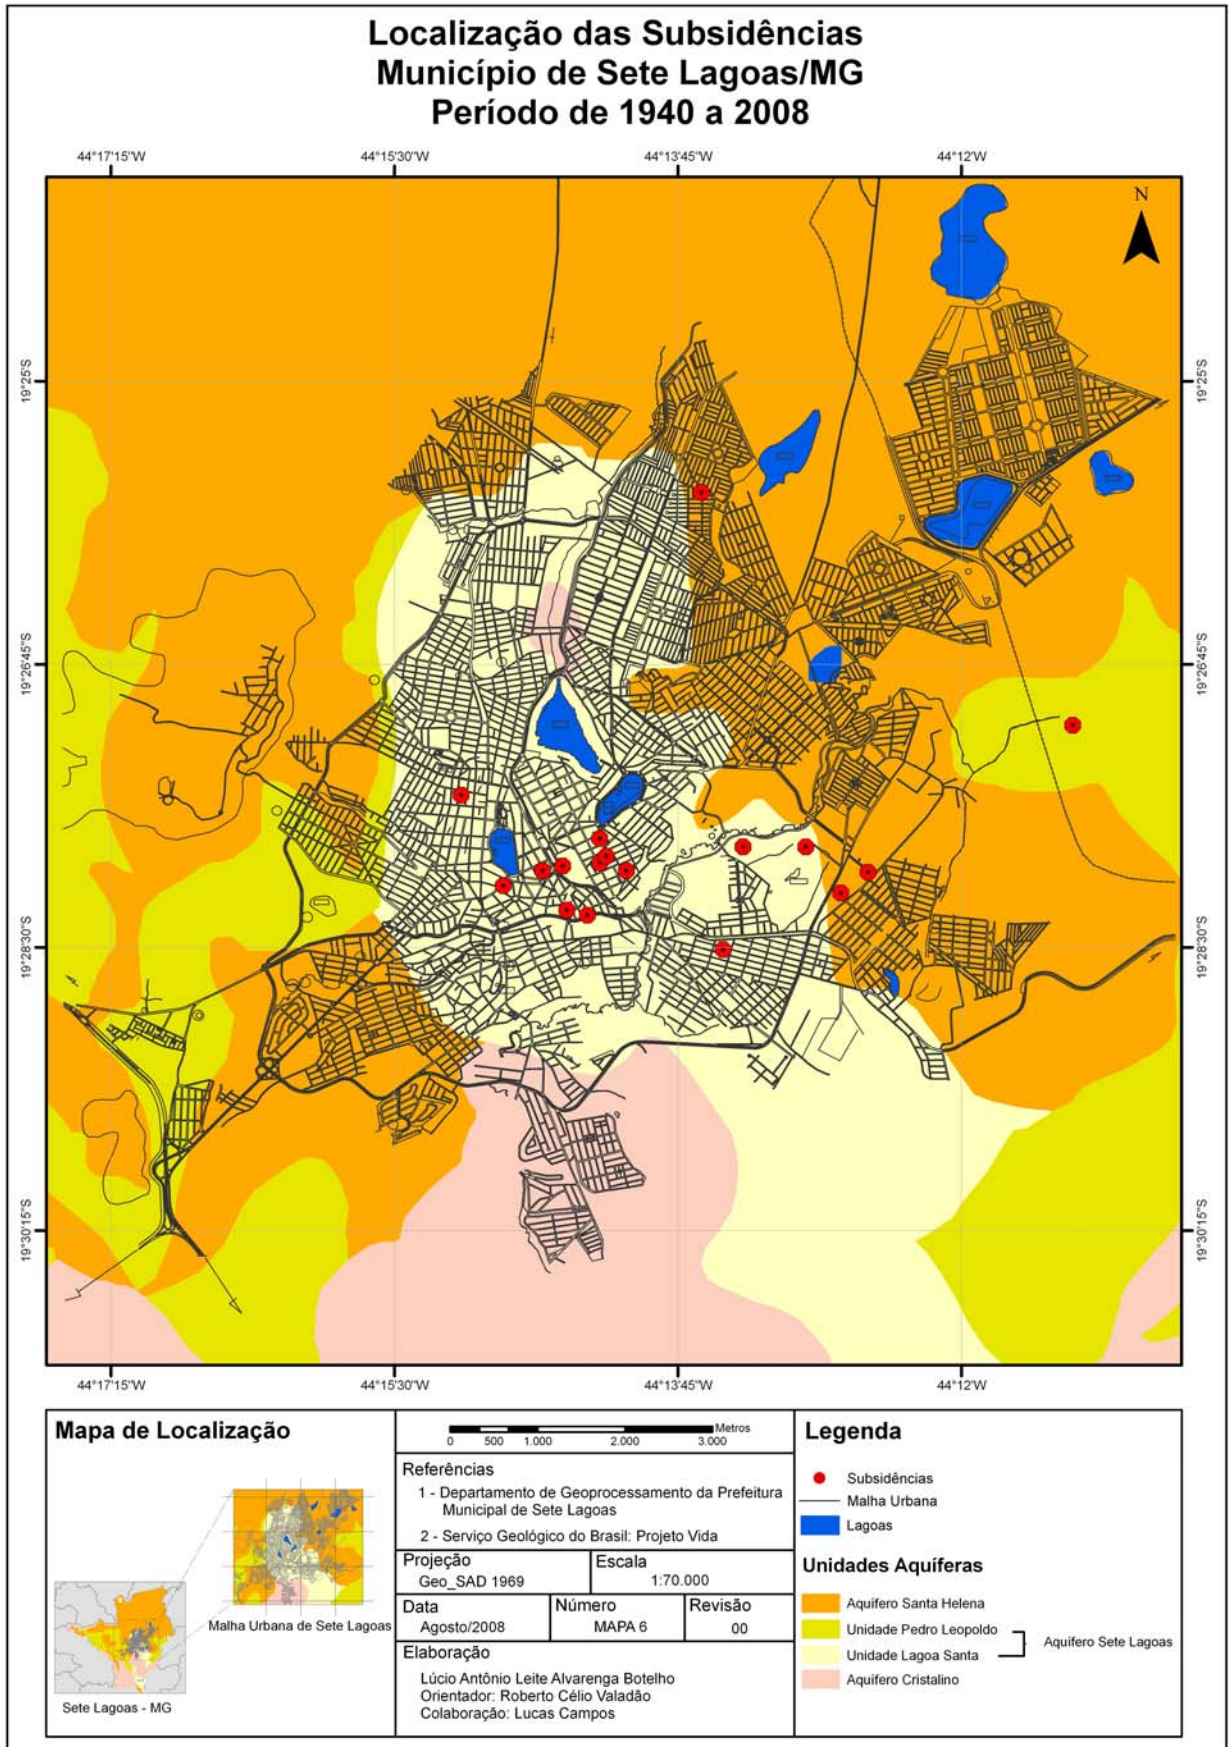 Localização das Subsidências
Município de Sete Lagoas/MG
Período de 1940 a 2008
44°17'15"W
44°15'30"W
44°13'45"W
44°12'W
N
19°25'S
19°25'S
19°26'45"S
19°26'45"S
19°28'30"S
19°28'30"S
19°30'15"S
19°30'15"S
44°17'15"W
44°15'30"W
44°13'45"W
44°12'W
Mapa de Localização
Malha Urbana de Sete Lagoas
Sete Lagoas - MG
Metros
0 500 1.000 2.000 3.000
Referências
1 - Departamento de Geoprocessamento da Prefeitura
Municipal de Sete Lagoas
2 - Serviço Geológico do Brasil: Projeto Vida
Projeção
Geo_SAD 1969
Escala
1:70.000
Data
Agosto/2008
Número
MAPA 6
Revisão
00
Elaboração
Lúcio Antônio Leite Alvarenga Botelho
Orientador: Roberto Célio Valadão
Colaboração: Lucas Campos
Legenda
Subsidências
Malha Urbana
Lagoas
Unidades Aquíferas
Aquifero Santa Helena
Unidade Pedro Leopoldo
Unidade Lagoa Santa
Aquifero Sete Lagoas
Aquifero Cristalino